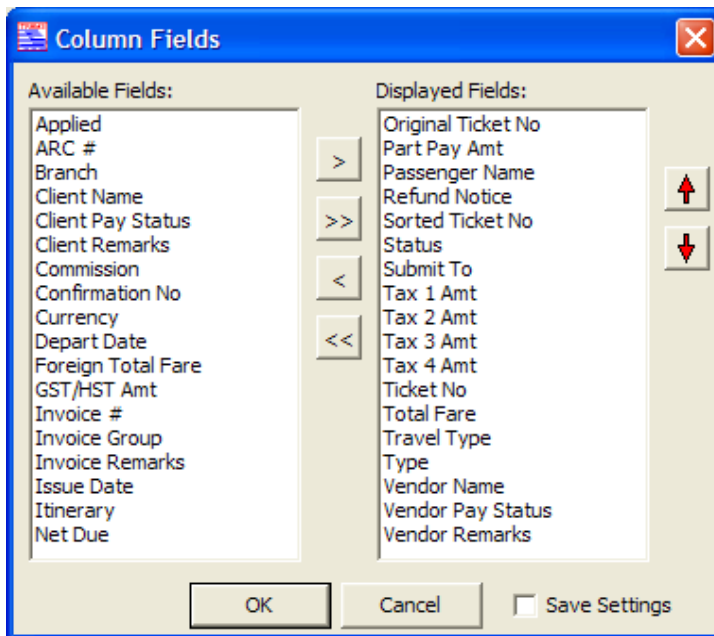 Column Fields
Available Fields:
Applied
ARC #
Branch
Client Name
Client Pay Status
Client Remarks
Commission
Confirmation No
Currency
Depart Date
Foreign Total Fare
GST/HST Amt
Invoice #
Invoice Group
Invoice Remarks
Issue Date
Itinerary
Net Due
>
>>
<
<<
Displayed Fields:
Original Ticket No
Part Pay Amt
Passenger Name
Refund Notice
Sorted Ticket No
Status
Submit To
Tax 1 Amt
Tax 2 Amt
Tax 3 Amt
Tax 4 Amt
Ticket No
Total Fare
Travel Type
Type
Vendor Name
Vendor Pay Status
Vendor Remarks
OK
Cancel
Save Settings